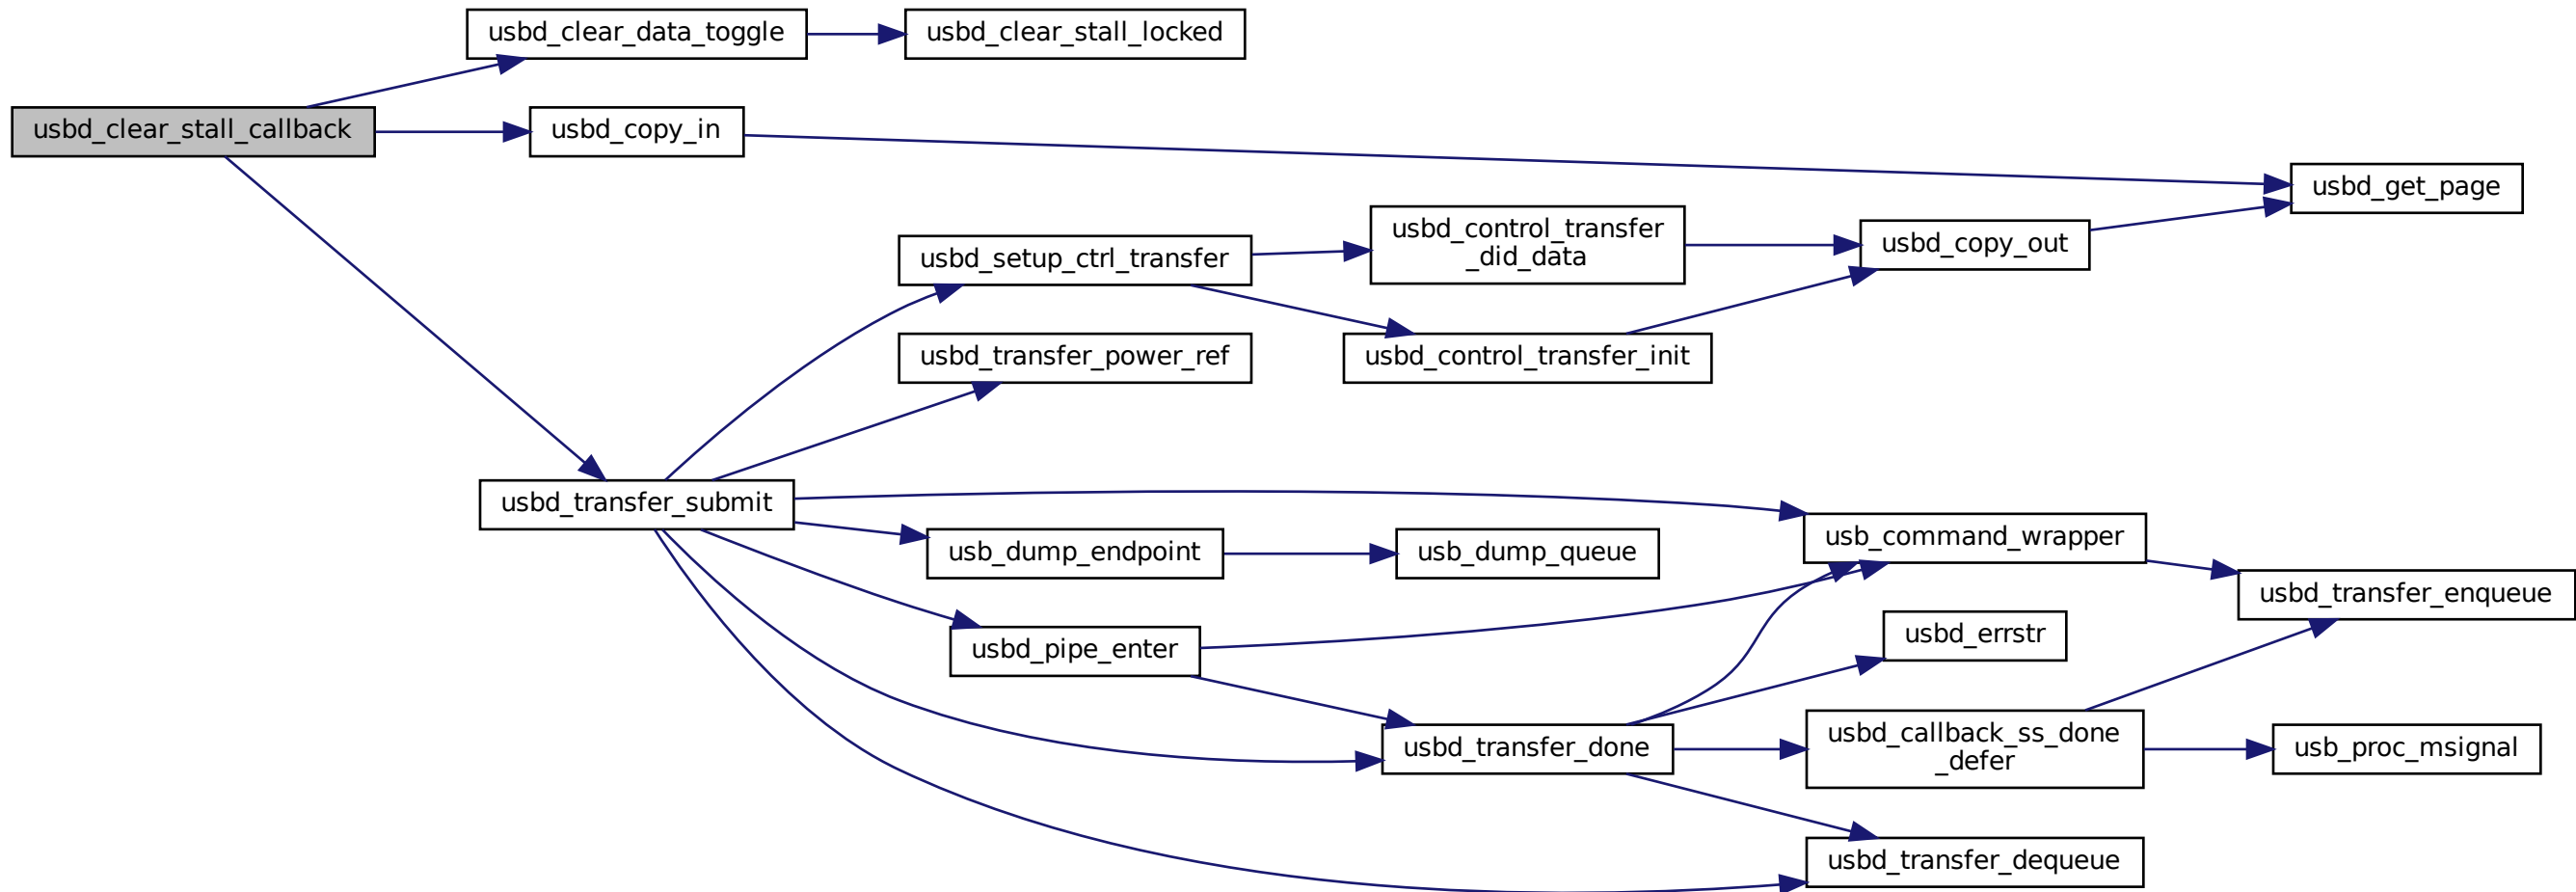 usbd_clear_data_toggle
usbd_clear_stall_locked
usbd_clear_stall_callback
usbd_copy_in
usbd_get_page
usbd_control_transfer
_did_data
usbd_copy_out
usbd_setup_ctrl_transfer
usbd_transfer_power_ref
usbd_control_transfer_init
usbd_transfer_submit
usb_command_wrapper
usb_dump_endpoint
usb_dump_queue
usbd_transfer_enqueue
usbd_pipe_enter
usbd_errstr
usbd_transfer_done
usbd_callback_ss_done
_defer
usb_proc_msignal
usbd_transfer_dequeue